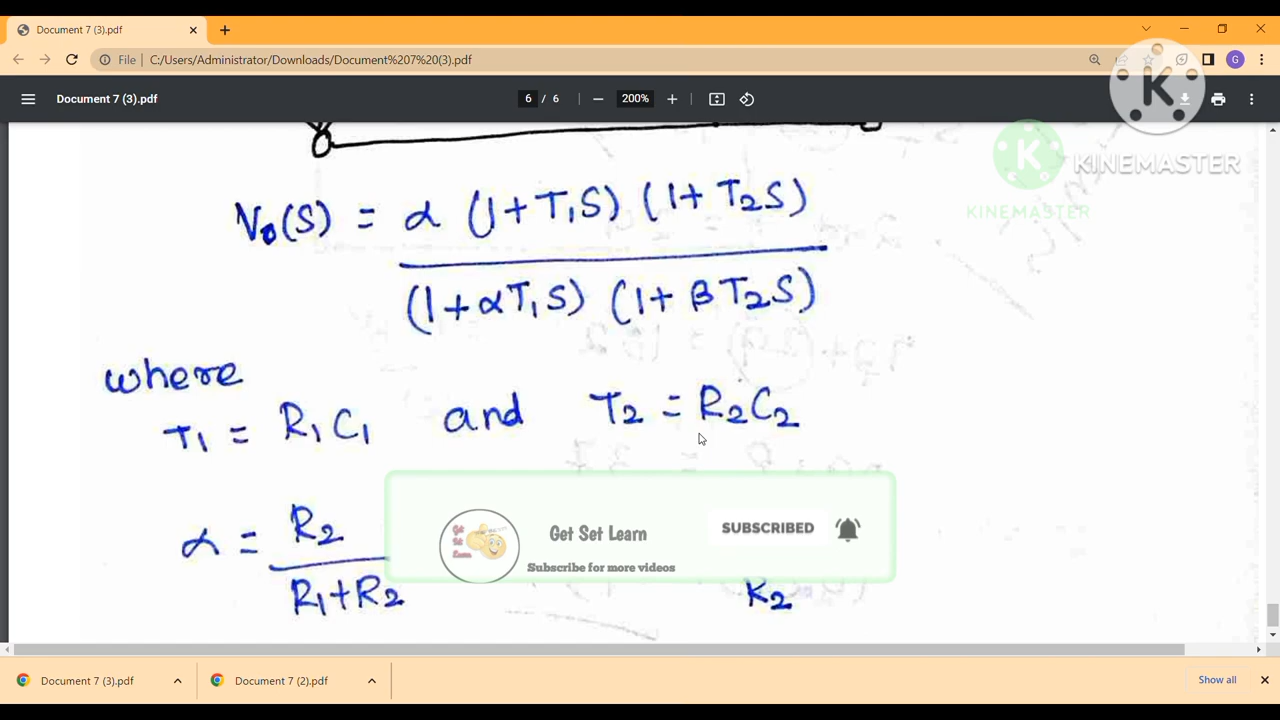 Document 7 (3).pdf
File | C:/Users/Administrator/Downloads/Document%207%20(3).pdf
G
Document 7 (3).pdf
6 / 6
200%
K
K KINEMASTER
KINEMASTER
V₀(S) = α (1+T₁S) (1+T₂S)
(1+αT₁S) (1+βT₂S)
where
T₁ = R₁C₁ and T₂ = R₂C₂
Get Set Learn
SUBSCRIBED
Subscribe for more videos
α = R₂
R₁+R₂
R₂
Document 7 (3).pdf
Document 7 (2).pdf
Show all